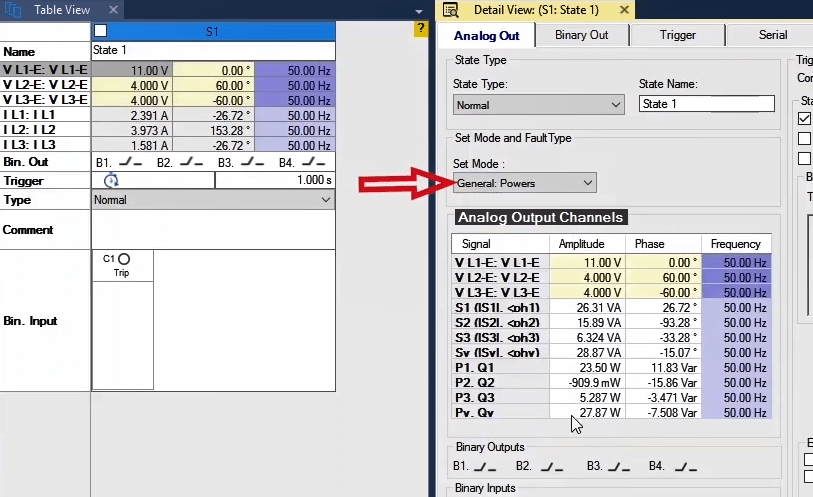 Table View
?
S1
Name State 1
V L1-E: V L1-E 11.00 V 0.00 ° 50.00 Hz
V L2-E: V L2-E 4.000 V 60.00 ° 50.00 Hz
V L3-E: V L3-E 4.000 V -60.00 ° 50.00 Hz
I L1: I L1 2.391 A -26.72 ° 50.00 Hz
I L2: I L2 3.973 A 153.28 ° 50.00 Hz
I L3: I L3 1.581 A -26.72 ° 50.00 Hz
Bin. Out B1. B2. B3. B4.
Trigger 1.000 s
Type Normal
Comment
C1
Trip
Bin. Input
Detail View: (S1: State 1)
Analog Out Binary Out Trigger Serial
State Type
State Type: State Name:
Normal State 1
Set Mode and FaultType
Set Mode :
General: Powers
Analog Output Channels
Signal Amplitude Phase Frequency
V L1-E: V L1-E 11.00 V 0.00 ° 50.00 Hz
V L2-E: V L2-E 4.000 V 60.00 ° 50.00 Hz
V L3-E: V L3-E 4.000 V -60.00 ° 50.00 Hz
S1 (|S1|, <ph1) 26.31 VA 26.72 ° 50.00 Hz
S2 (|S2|, <ph2) 15.89 VA -93.28 ° 50.00 Hz
S3 (|S3|, <ph3) 6.324 VA -33.28 ° 50.00 Hz
Sy (|Sy|, <phy) 28.87 VA -15.07 ° 50.00 Hz
P1, Q1 23.50 W 11.83 Var 50.00 Hz
P2, Q2 -909.9 mW -15.86 Var 50.00 Hz
P3, Q3 5.287 W -3.471 Var 50.00 Hz
Py, Qy 27.87 W -7.508 Var 50.00 Hz
Binary Outputs
B1. B2. B3. B4.
Binary Inputs